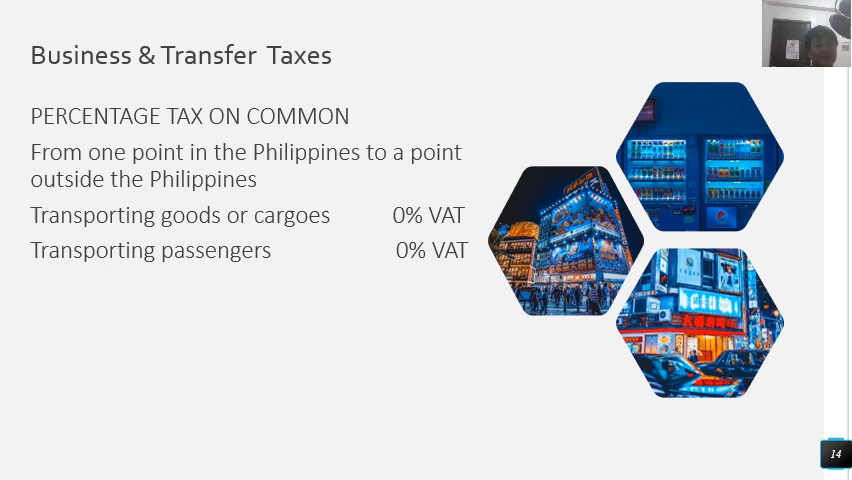 Business & Transfer Taxes
PERCENTAGE TAX ON COMMON
From one point in the Philippines to a point
outside the Philippines
Transporting goods or cargoes 0% VAT
Transporting passengers 0% VAT
14